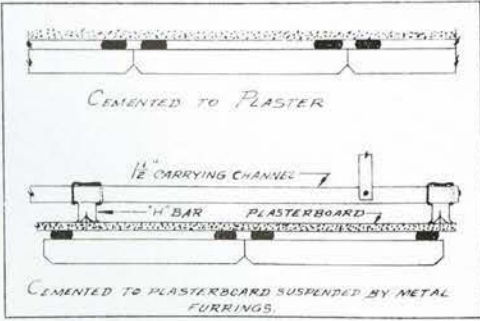 CEMENTED TO PLASTER
1½" CARRYING CHANNEL
"H" BAR PLASTERBOARD
CEMENTED TO PLASTERBOARD SUSPENDED BY METAL
FURRINGS.